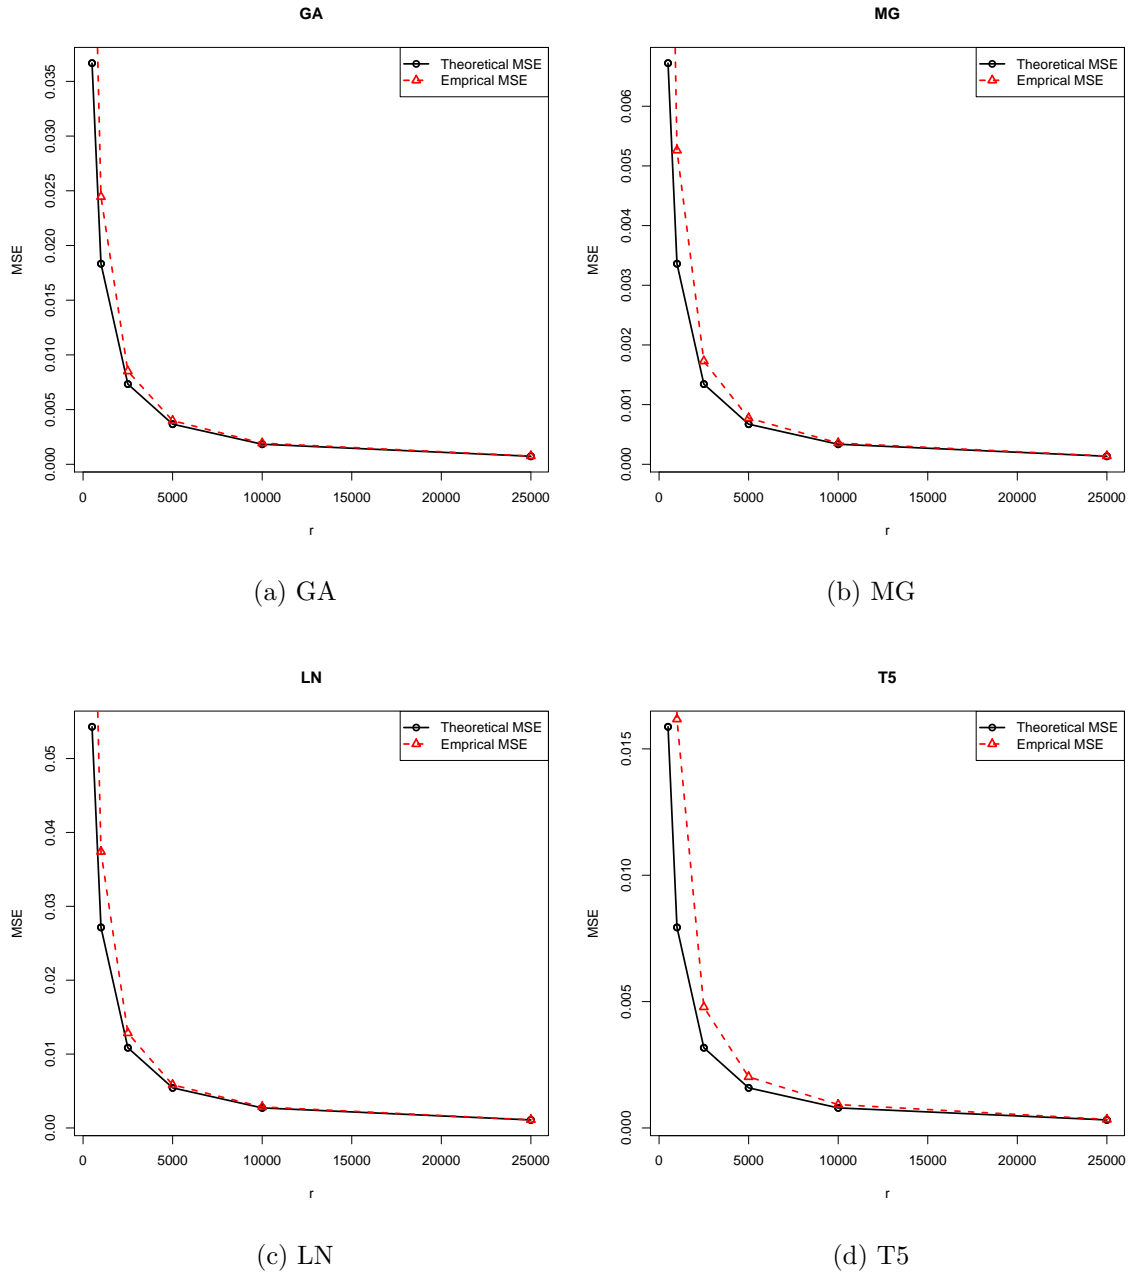 GA
MSE
0.000 0.005 0.010 0.015 0.020 0.025 0.030 0.035
Theoretical MSE
Emprical MSE
0 5000 10000 15000 20000 25000
r
(a) GA
MG
MSE
0.000 0.001 0.002 0.003 0.004 0.005 0.006
Theoretical MSE
Emprical MSE
0 5000 10000 15000 20000 25000
r
(b) MG
LN
MSE
0.00 0.01 0.02 0.03 0.04 0.05
Theoretical MSE
Emprical MSE
0 5000 10000 15000 20000 25000
r
(c) LN
T5
MSE
0.000 0.005 0.010 0.015
Theoretical MSE
Emprical MSE
0 5000 10000 15000 20000 25000
r
(d) T5